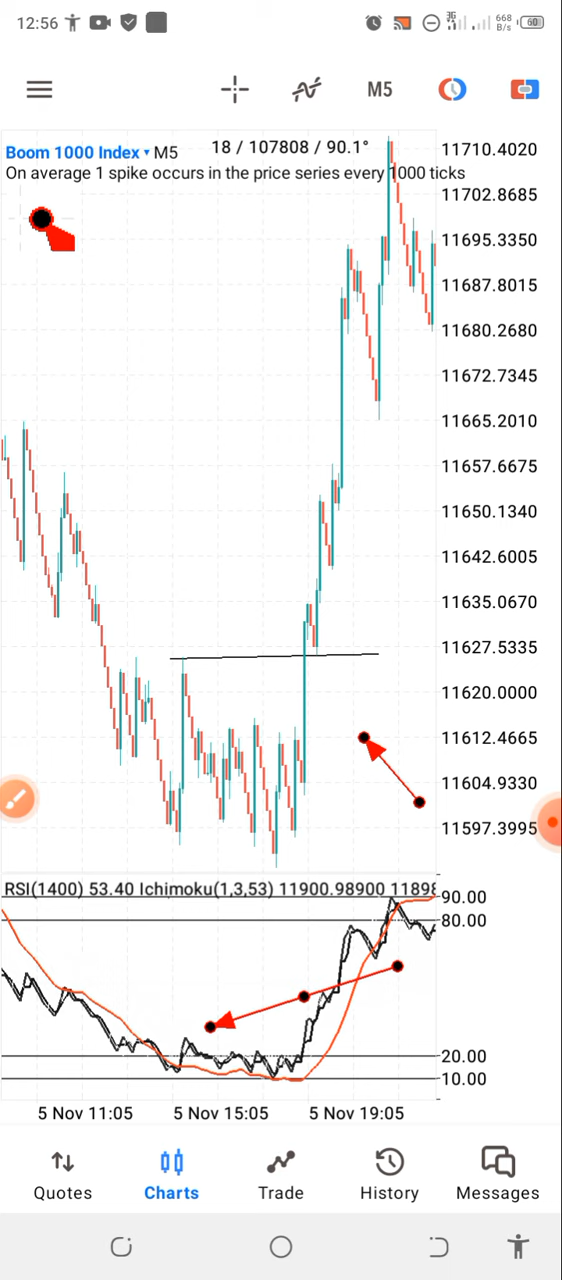 12:56 3G 668 B/s 60
M5
Boom 1000 Index ▾ M5 18 / 107808 / 90.1°
On average 1 spike occurs in the price series every 1000 ticks
11710.4020
11702.8685
11695.3350
11687.8015
11680.2680
11672.7345
11665.2010
11657.6675
11650.1340
11642.6005
11635.0670
11627.5335
11620.0000
11612.4665
11604.9330
11597.3995
RSI(1400) 53.40 Ichimoku(1,3,53) 11900.98900 11898
90.00
80.00
20.00
10.00
5 Nov 11:05 5 Nov 15:05 5 Nov 19:05
Quotes Charts Trade History Messages